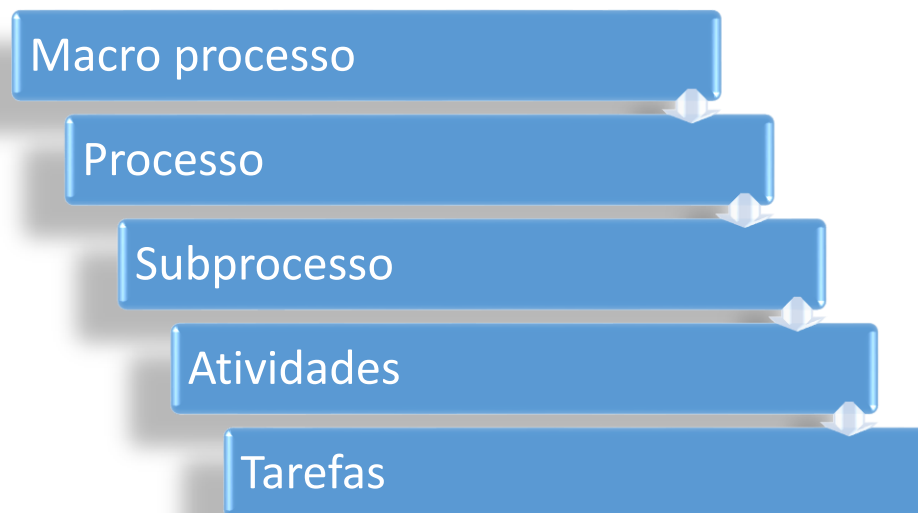 Macro processo
Processo
Subprocesso
Atividades
Tarefas